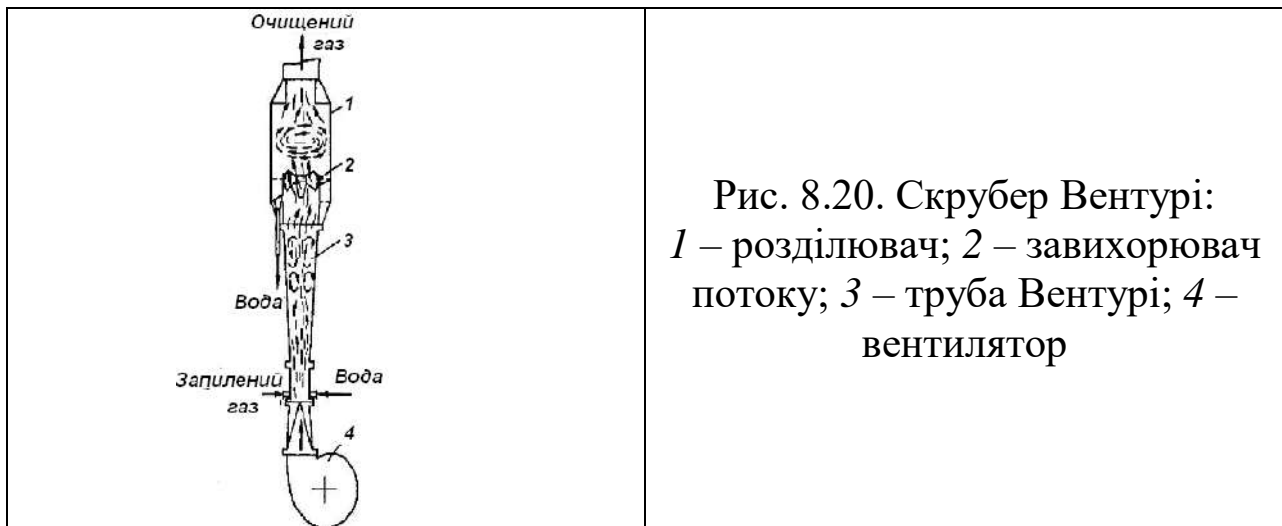 Очищений
газ
1
2
3
Вода
Запилений Вода
газ
4
Рис. 8.20. Скрубер Вентурі:
1 – розділювач; 2 – завихорювач
потоку; 3 – труба Вентурі; 4 –
вентилятор